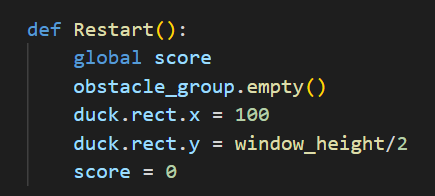 def Restart():
    global score
    obstacle_group.empty()
    duck.rect.x = 100
    duck.rect.y = window_height/2
    score = 0